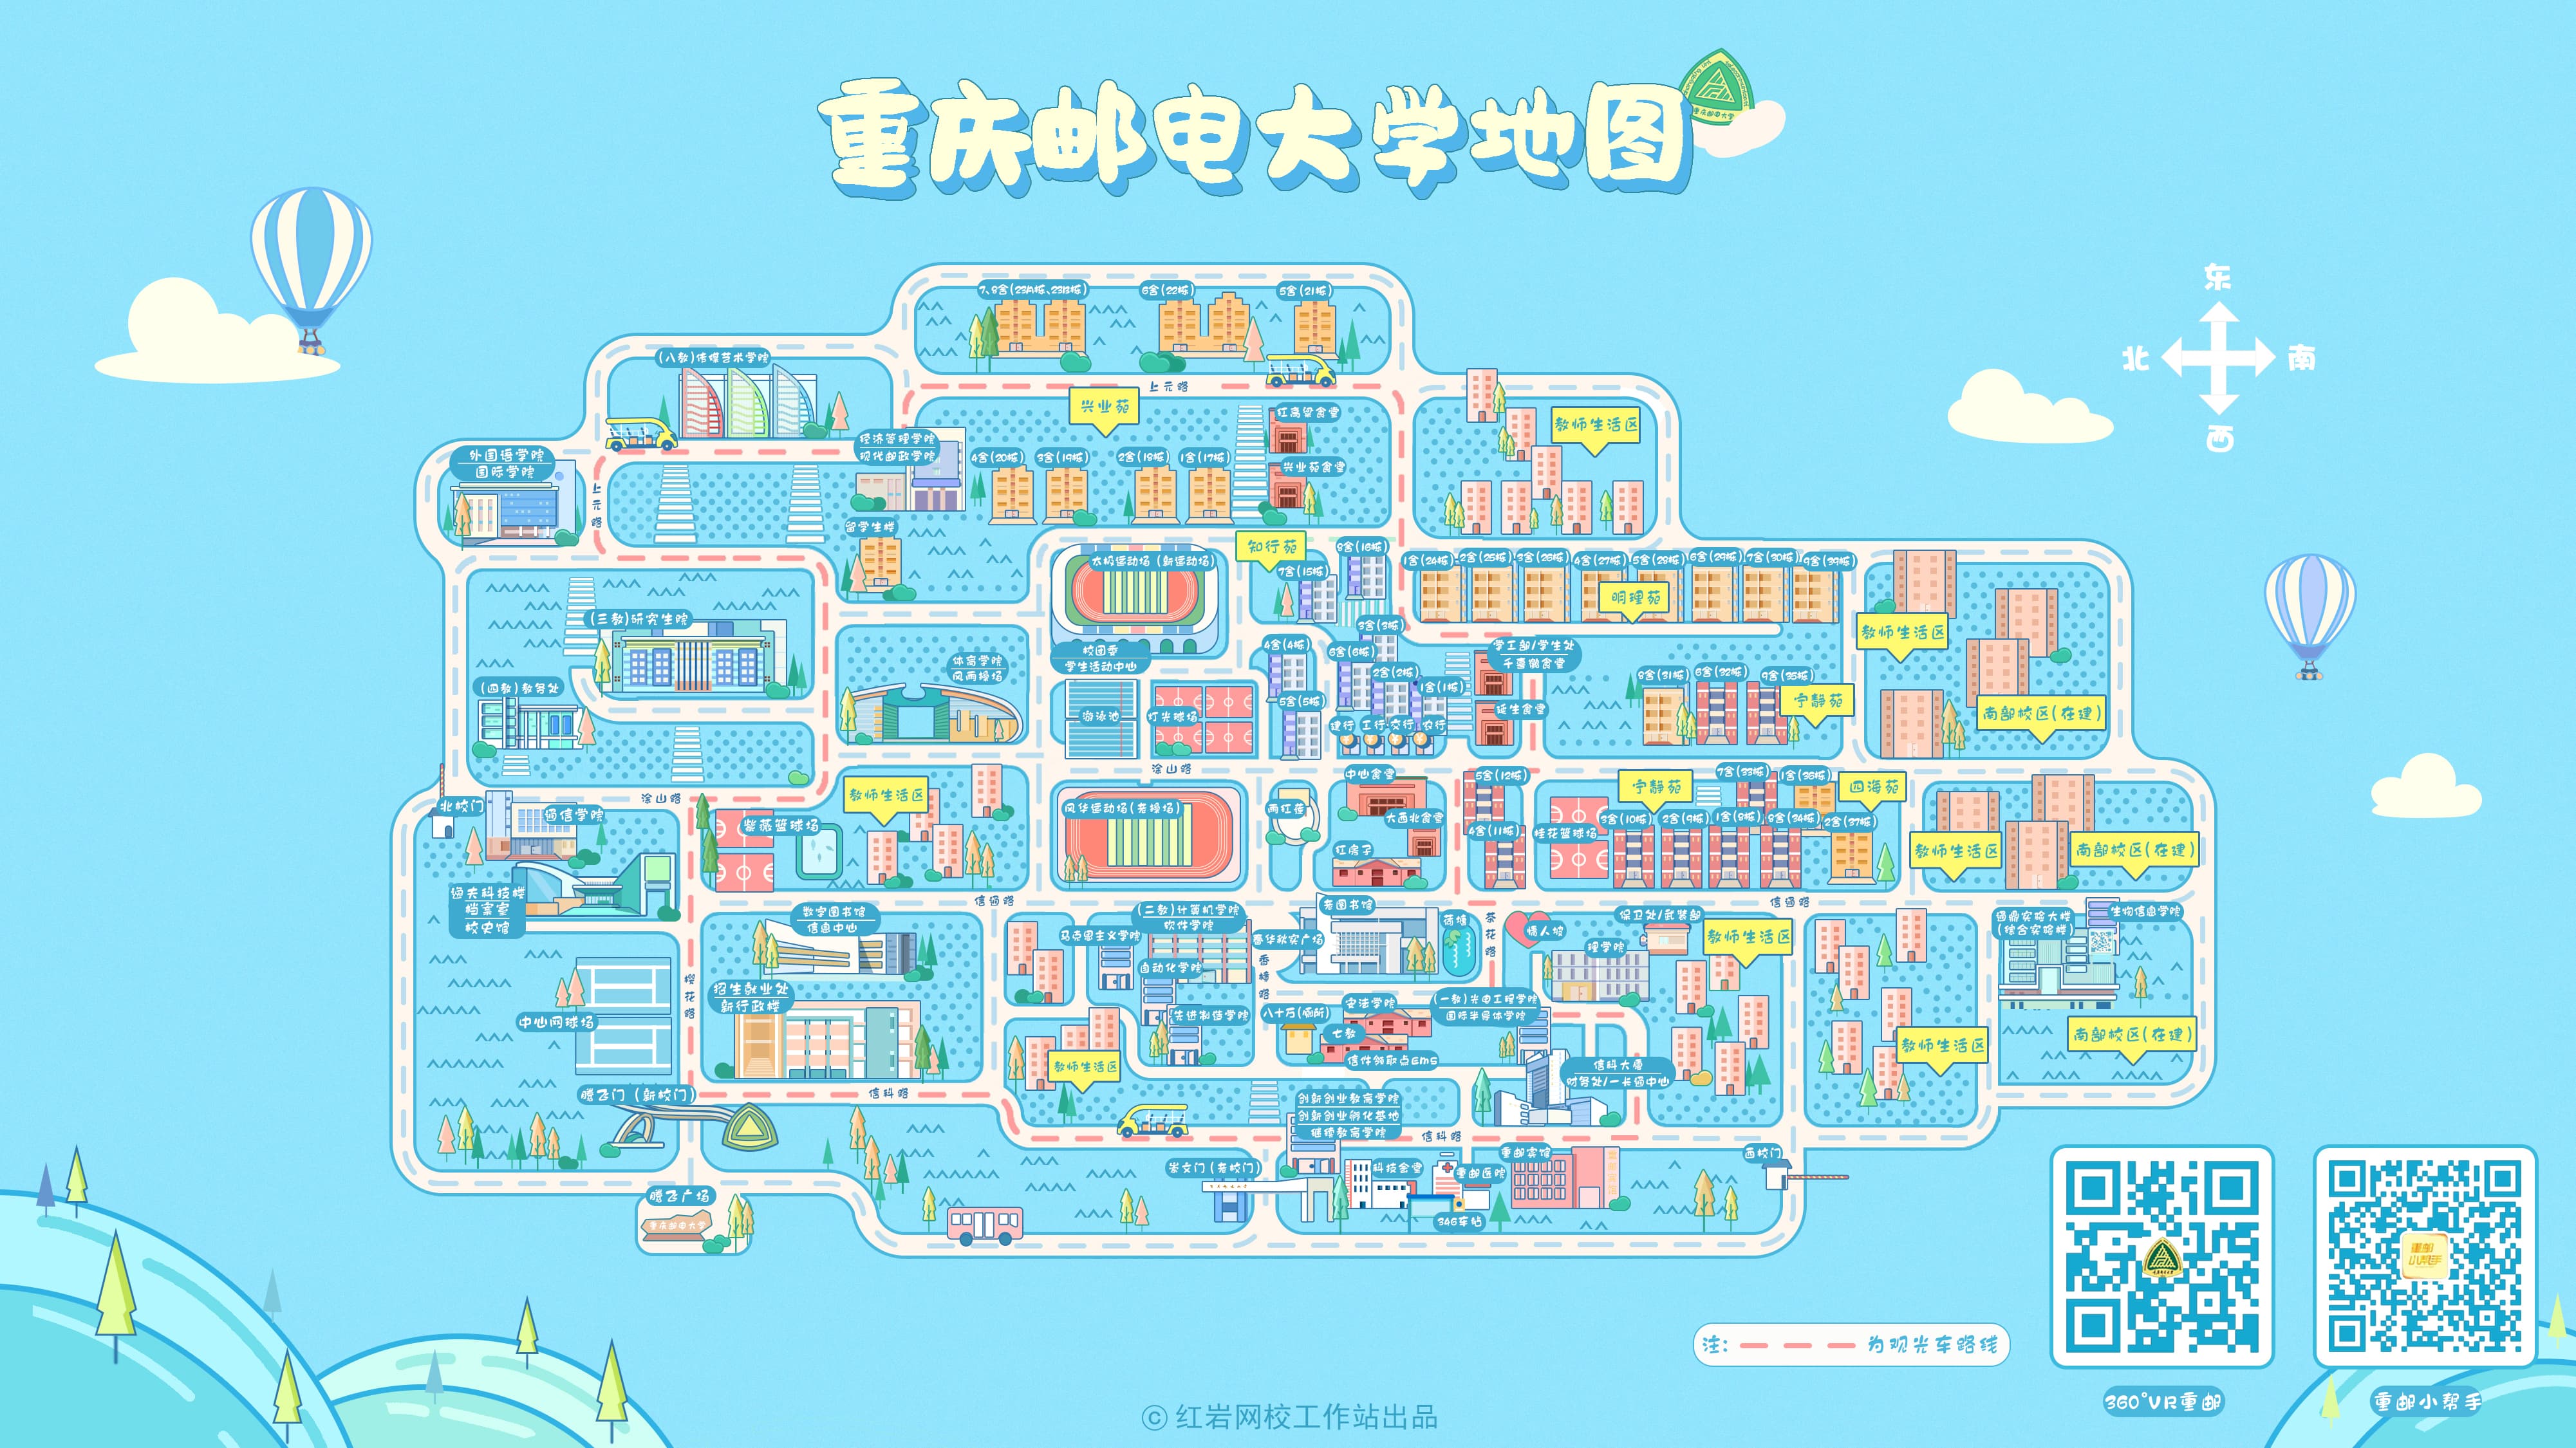 重庆邮电大学地图
重庆邮电大学
东
北
南
西
7、8舍(23A栋、23B栋)
6舍(22栋)
5舍(21栋)
(八教)传媒艺术学院
上元路
兴业苑
红高粱食堂
教师生活区
经济管理学院
现代邮政学院
外国语学院
国际学院
4舍(20栋)
3舍(19栋)
2舍(18栋)
1舍(17栋)
兴业苑食堂
上元路
留学生楼
太极运动场(新运动场)
知行苑
8舍(16栋)
7舍(15栋)
1舍(24栋)
2舍(25栋)
3舍(26栋)
4舍(27栋)
5舍(28栋)
6舍(29栋)
7舍(30栋)
9舍(39栋)
明理苑
教师生活区
(三教)研究生院
体育学院
风雨操场
校团委
学生活动中心
4舍(4栋)
3舍(3栋)
6舍(6栋)
2舍(2栋)
1舍(1栋)
5舍(5栋)
学工部/学生处
千喜鹤食堂
延生食堂
8舍(31栋)
6舍(32栋)
9舍(35栋)
宁静苑
南部校区(在建)
(四教)教务处
游泳池
灯光球场
建行
工行
交行
农行
涂山路
涂山路
北校门
通信学院
紫薇篮球场
教师生活区
风华运动场(老操场)
雨红莲
中心食堂
大西北食堂
红房子
5舍(12栋)
4舍(11栋)
桂花篮球场
宁静苑
7舍(33栋)
1舍(36栋)
四海苑
3舍(10栋)
2舍(9栋)
1舍(8栋)
8舍(34栋)
2舍(37栋)
教师生活区
南部校区(在建)
逸夫科技楼
档案室
校史馆
信通路
信通路
数字图书馆
信息中心
马克思主义学院
(二教)计算机学院
软件学院
自动化学院
春华秋实广场
老图书馆
荷塘
茶花路
情人坡
理学院
保卫处/武装部
教师生活区
通鼎实验大楼
(综合实验楼)
生物信息学院
樱花路
香樟路
招生就业处
新行政楼
中心网球场
先进制造学院
八十万(厕所)
安法学院
七教
(一教)光电工程学院
国际半导体学院
信件领取点Ems
教师生活区
信科大厦
财务处/一卡通中心
教师生活区
南部校区(在建)
腾飞门(新校门)
信科路
创新创业教育学院
创新创业孵化基地
继续教育学院
信科路
崇文门(老校门)
科技会堂
重邮医院
重邮宾馆
西校门
346车站
腾飞广场
重庆邮电大学
注:
为观光车路线
重邮
小帮手
360°VR重邮
重邮小帮手
© 红岩网校工作站出品